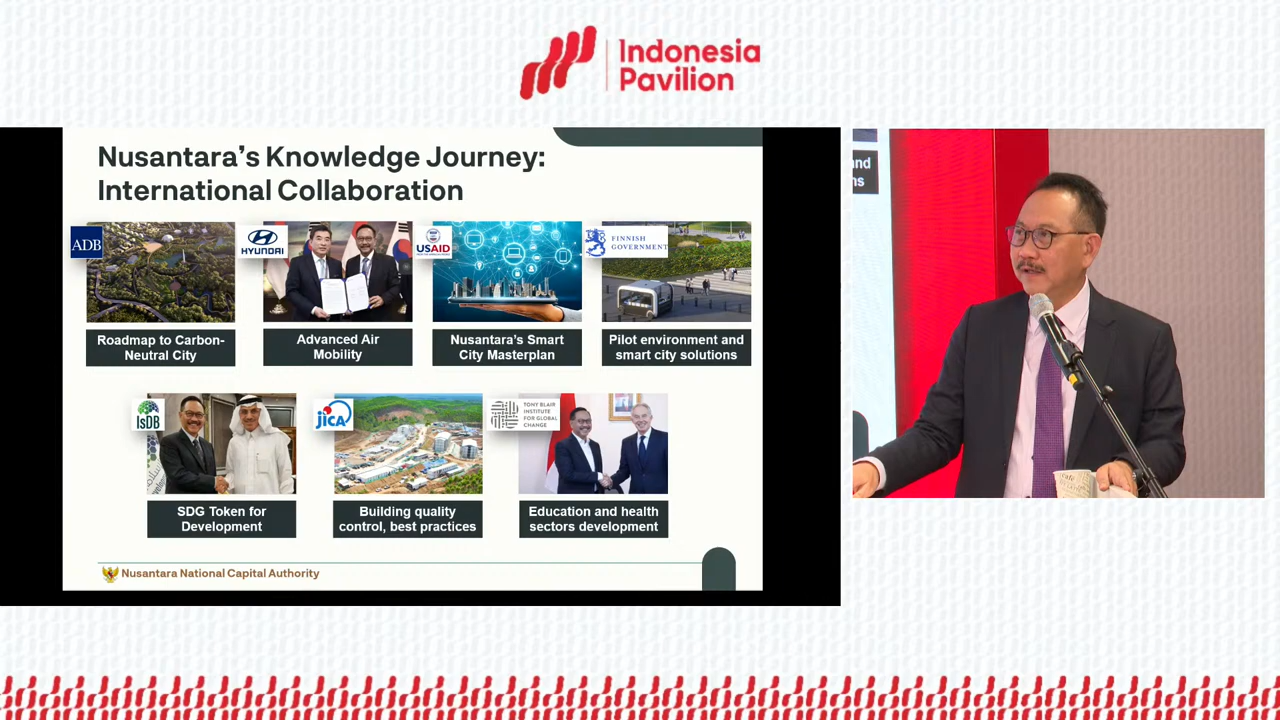 Indonesia
Pavilion
Nusantara's Knowledge Journey:
International Collaboration
ADB
HYUNDAI
USAID
FINNISH
GOVERNMENT
Roadmap to Carbon-
Neutral City
Advanced Air
Mobility
Nusantara's Smart
City Masterplan
Pilot environment and
smart city solutions
IsDB
jICA
TONY BLAIR
INSTITUTE
FOR GLOBAL
CHANGE
SDG Token for
Development
Building quality
control, best practices
Education and health
sectors development
Nusantara National Capital Authority